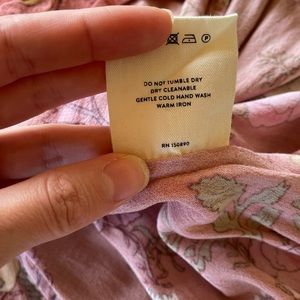 DO NOT TUMBLE DRY
DRY CLEANABLE
GENTLE COLD HAND WASH
WARM IRON
RN 150890